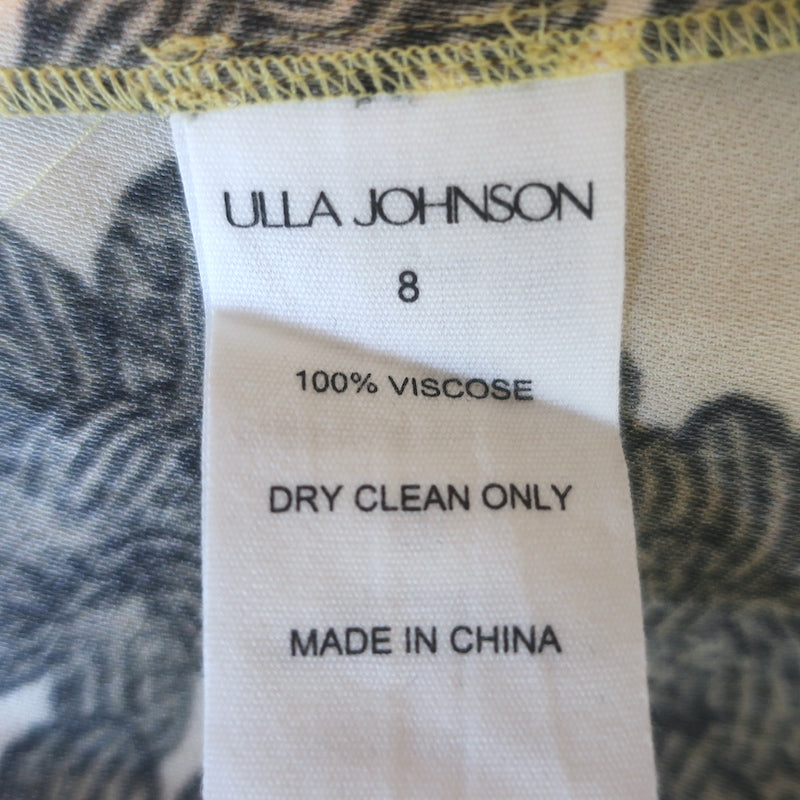 ULLA JOHNSON
8
100% VISCOSE
DRY CLEAN ONLY
MADE IN CHINA